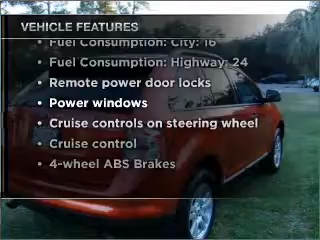 VEHICLE FEATURES
• Fuel Consumption: City: 16
• Fuel Consumption: Highway: 24
• Remote power door locks
• Power windows
• Cruise controls on steering wheel
• Cruise control
• 4-wheel ABS Brakes